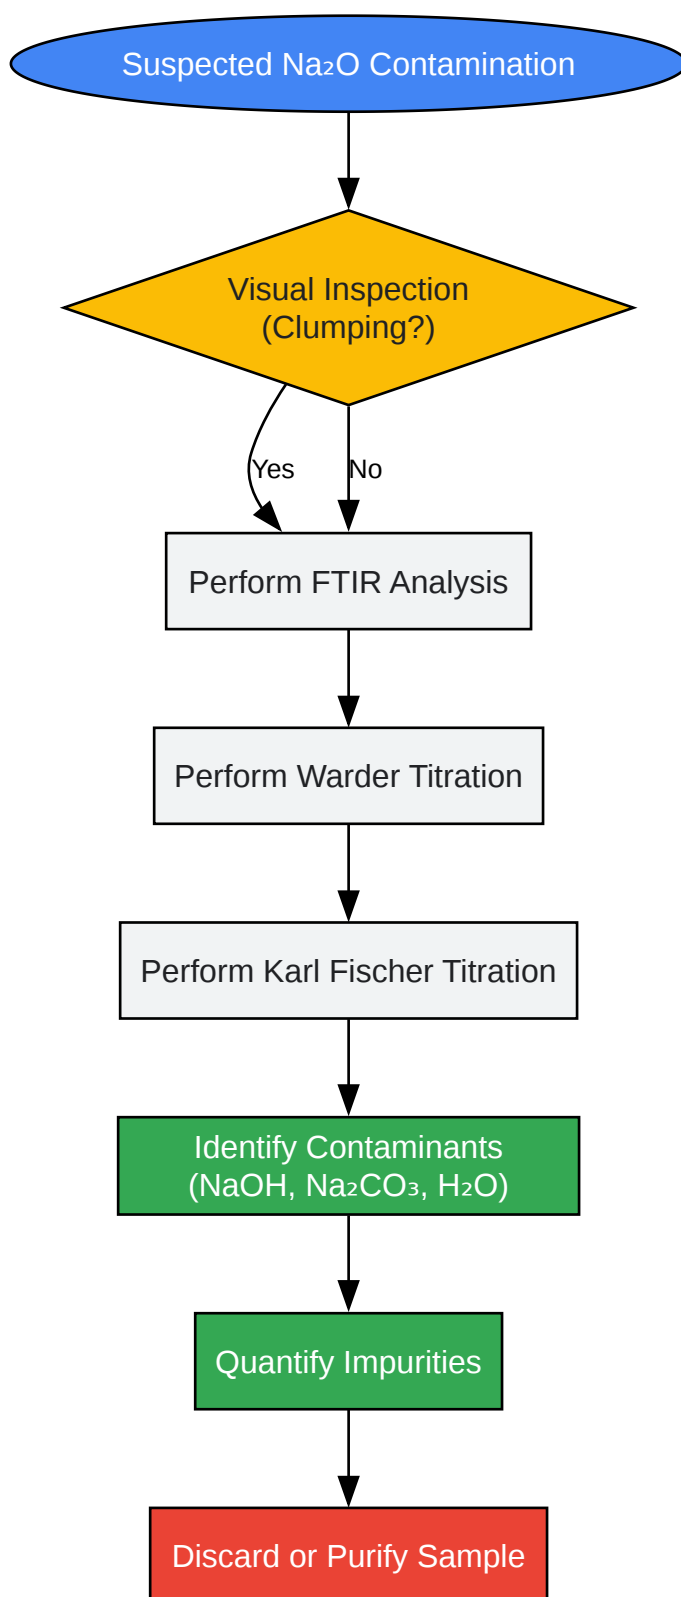 Suspected Na₂O Contamination
Visual Inspection
(Clumping?)
Yes
No
Perform FTIR Analysis
Perform Warder Titration
Perform Karl Fischer Titration
Identify Contaminants
(NaOH, Na₂CO₃, H₂O)
Quantify Impurities
Discard or Purify Sample